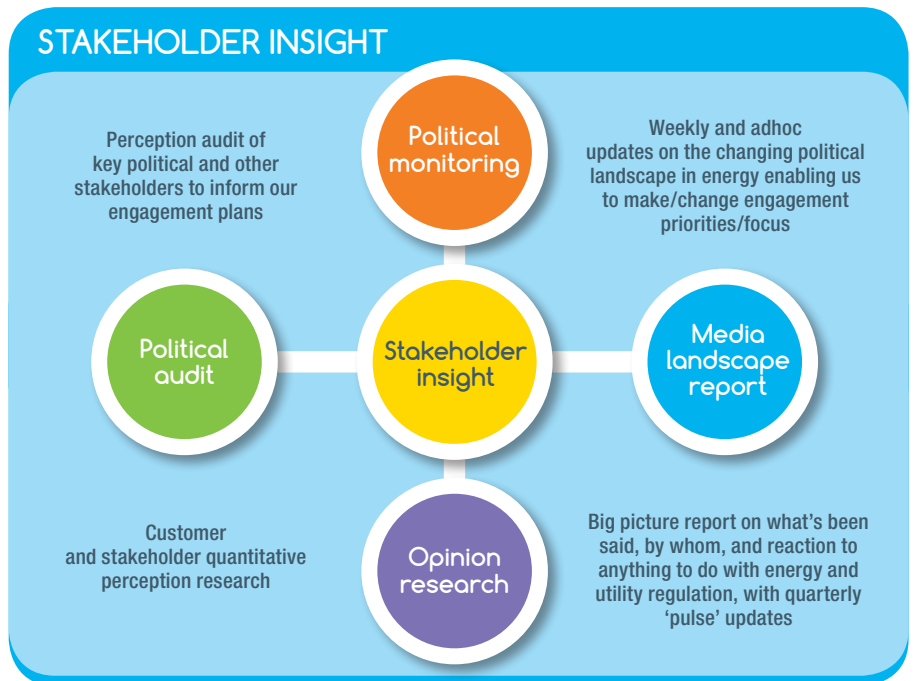 STAKEHOLDER INSIGHT
Political
monitoring
Perception audit of
key political and other
stakeholders to inform our
engagement plans
Weekly and adhoc
updates on the changing political
landscape in energy enabling us
to make/change engagement
priorities/focus
Political
audit
Stakeholder
insight
Media
landscape
report
Customer
and stakeholder quantitative
perception research
Opinion
research
Big picture report on what's been
said, by whom, and reaction to
anything to do with energy and
utility regulation, with quarterly
‘pulse’ updates